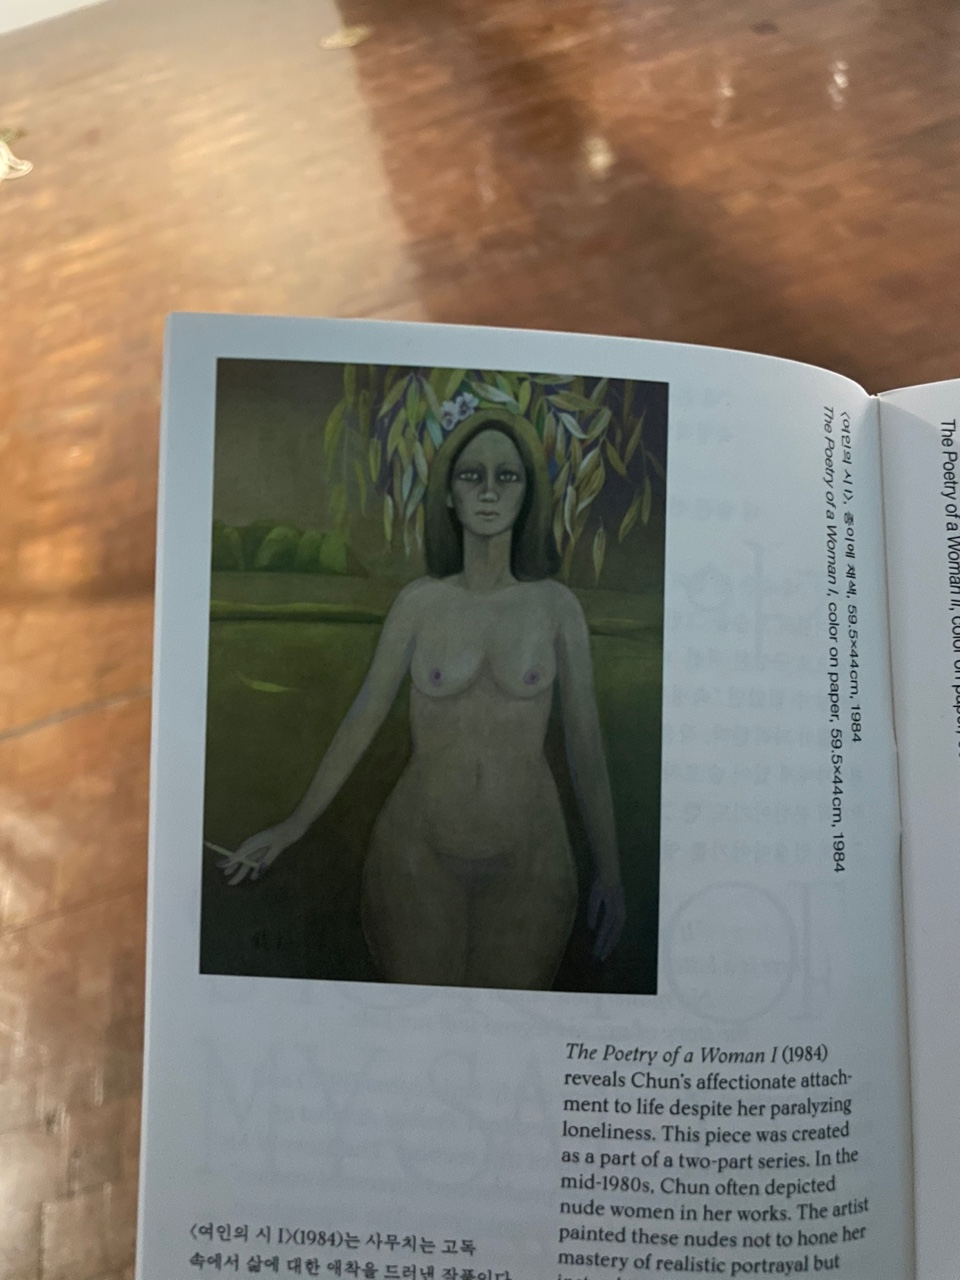 〈여인의 시 I〉, 종이에 채색, 59.5×44cm, 1984
The Poetry of a Woman I, color on paper, 59.5×44cm, 1984
The Poetry of a Woman I (1984)
reveals Chun's affectionate attach-
ment to life despite her paralyzing
loneliness. This piece was created
as a part of a two-part series. In the
mid-1980s, Chun often depicted
nude women in her works. The artist
painted these nudes not to hone her
mastery of realistic portrayal but
〈여인의 시 I〉(1984)는 사무치는 고독
속에서 삶에 대한 애착을 드러낸 작품이다.
The Poetry of a Woman II, color on paper,